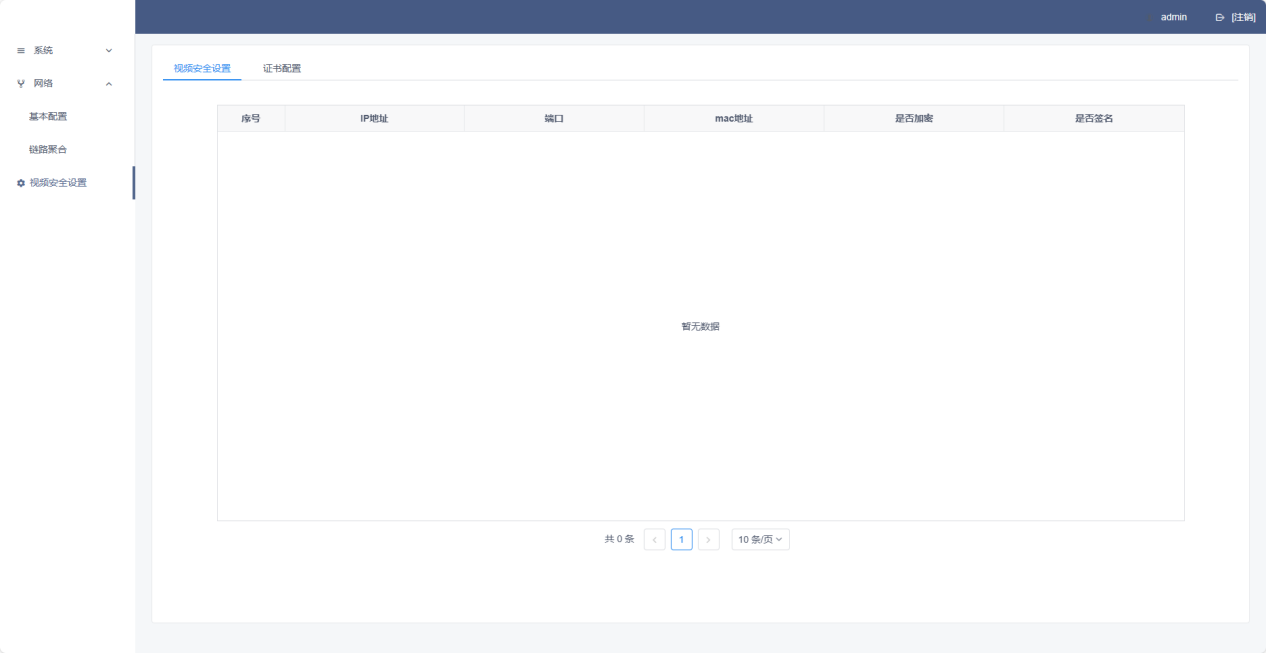 admin [注销]
系统
网络
基本配置
链路聚合
视频安全设置
视频安全设置 证书配置
序号 IP地址 端口 mac地址 是否加密 是否签名
暂无数据
共 0 条 1 10 条/页